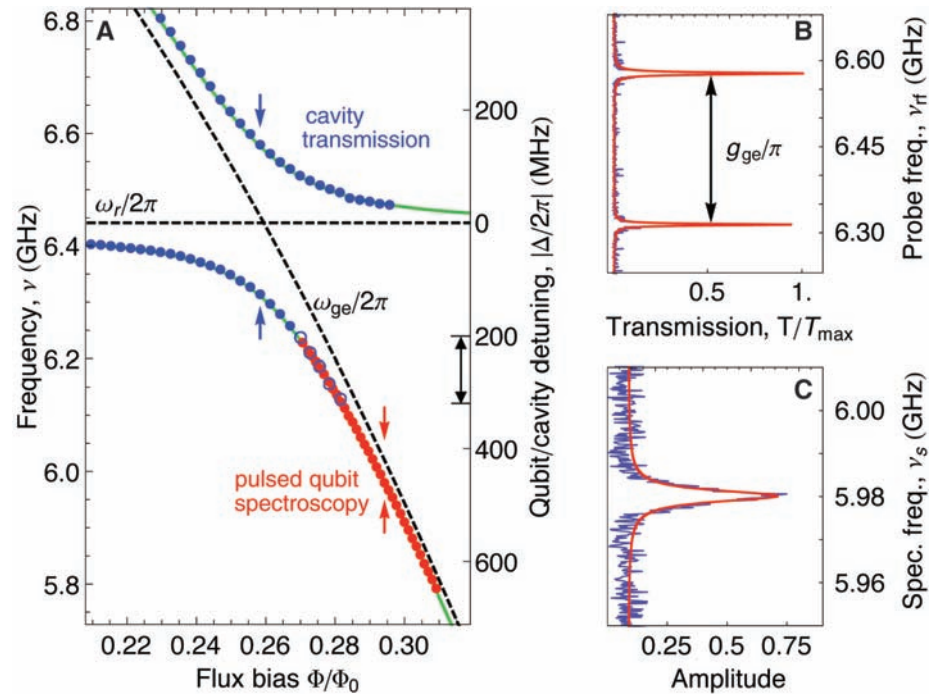 A
6.8
6.6
6.4
6.2
6.0
5.8
Frequency, ν (GHz)
0.22 0.24 0.26 0.28 0.30
Flux bias Φ/Φ₀
cavity
transmission
ωᵣ/2π
ω_ge/2π
pulsed qubit
spectroscopy
200
0
200
400
600
Qubit/cavity detuning, |Δ/2π| (MHz)
B
g_ge/π
6.60
6.45
6.30
Probe freq., ν_rf (GHz)
0.5 1.
Transmission, T/T_max
C
6.00
5.98
5.96
Spec. freq., ν_s (GHz)
0.25 0.5 0.75
Amplitude